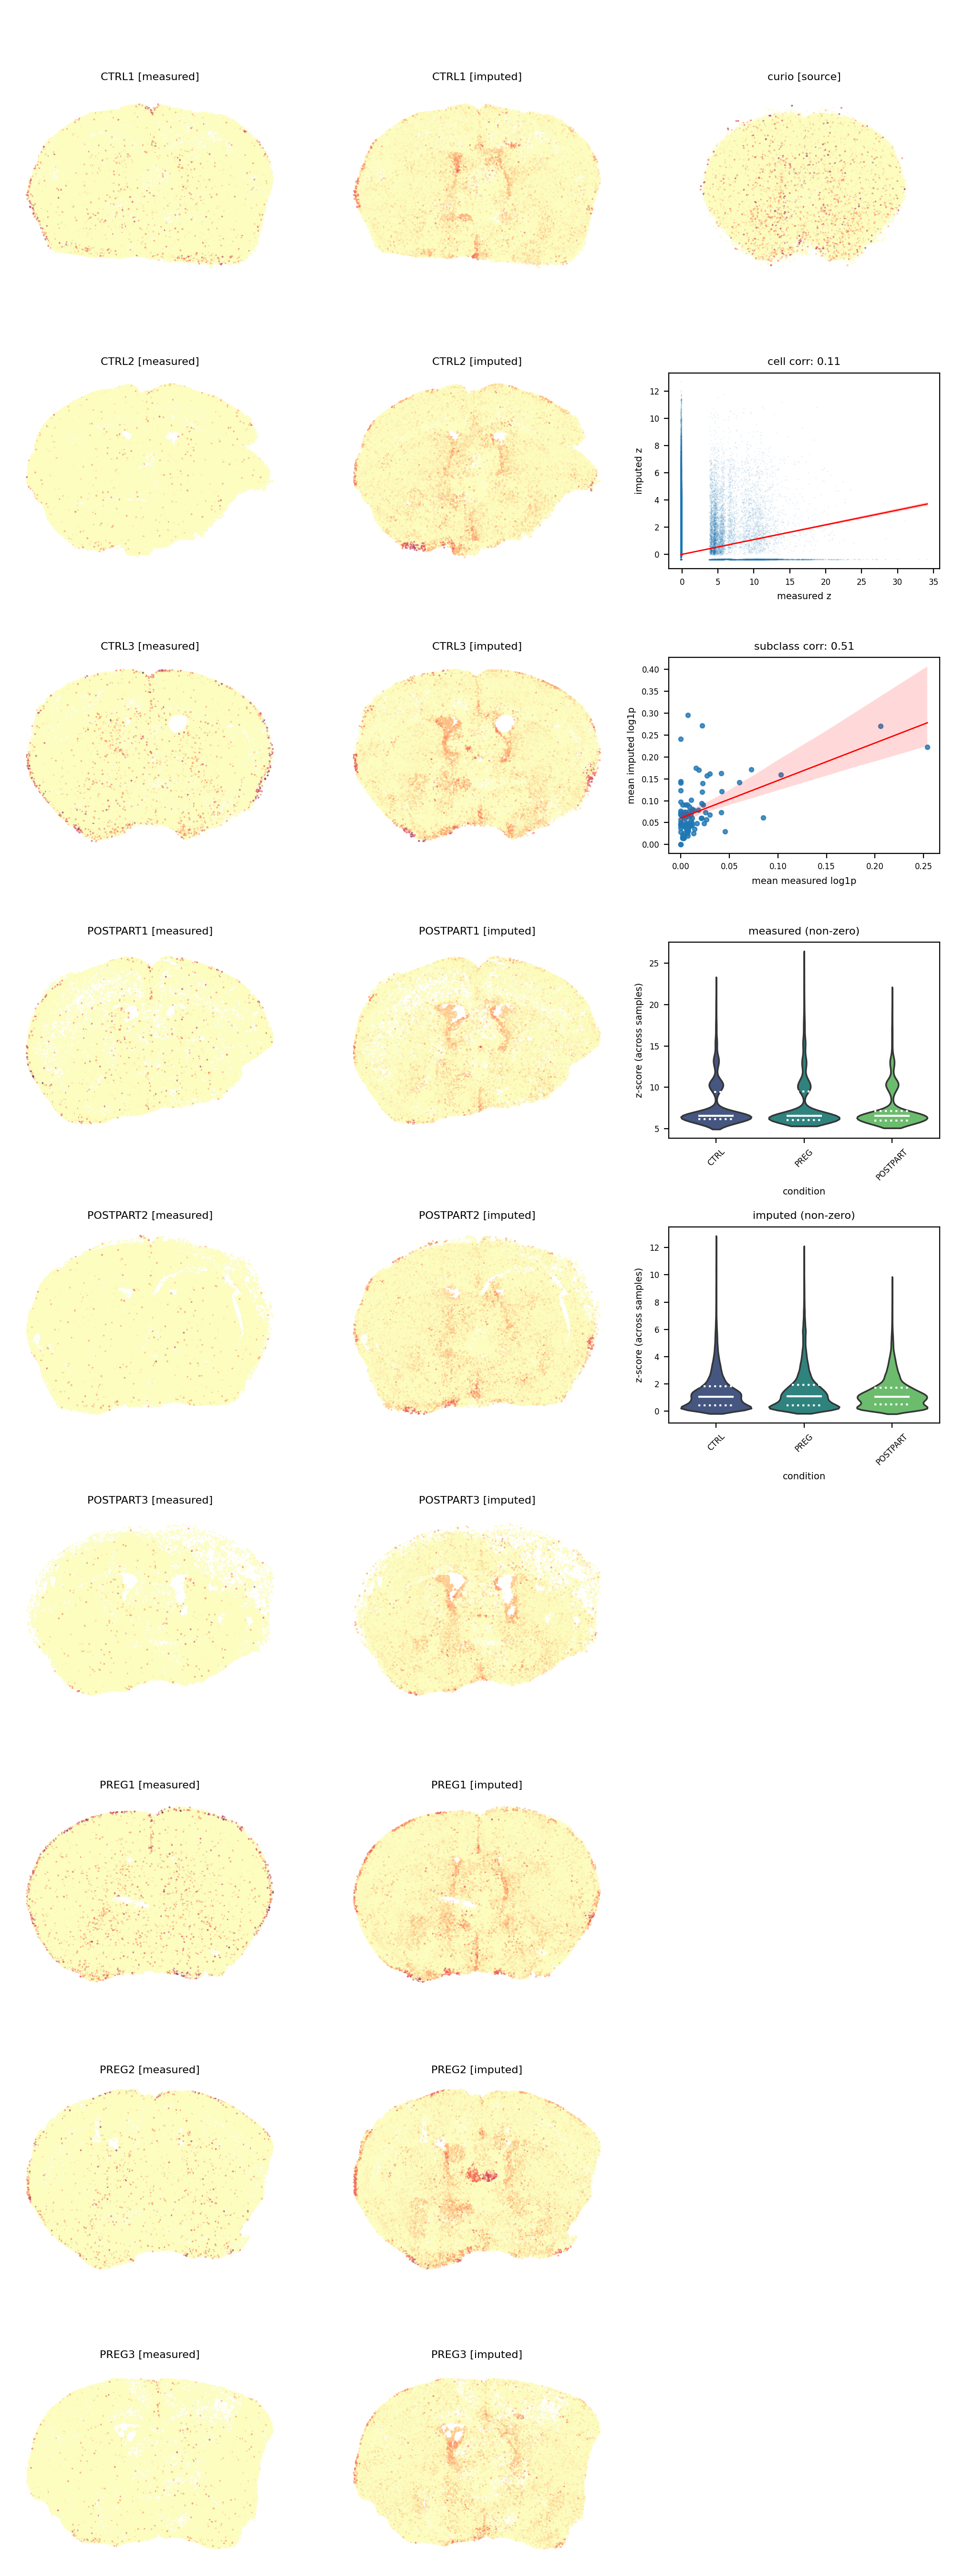 CTRL1 [measured]
CTRL1 [imputed]
curio [source]
CTRL2 [measured]
CTRL2 [imputed]
cell corr: 0.11
imputed z
12
10
8
6
4
2
0
0 5 10 15 20 25 30 35
measured z
CTRL3 [measured]
CTRL3 [imputed]
subclass corr: 0.51
mean imputed log1p
0.40
0.35
0.30
0.25
0.20
0.15
0.10
0.05
0.00
0.00 0.05 0.10 0.15 0.20 0.25
mean measured log1p
POSTPART1 [measured]
POSTPART1 [imputed]
measured (non-zero)
z-score (across samples)
25
20
15
10
5
CTRL PREG POSTPART
condition
POSTPART2 [measured]
POSTPART2 [imputed]
imputed (non-zero)
z-score (across samples)
12
10
8
6
4
2
0
CTRL PREG POSTPART
condition
POSTPART3 [measured]
POSTPART3 [imputed]
PREG1 [measured]
PREG1 [imputed]
PREG2 [measured]
PREG2 [imputed]
PREG3 [measured]
PREG3 [imputed]